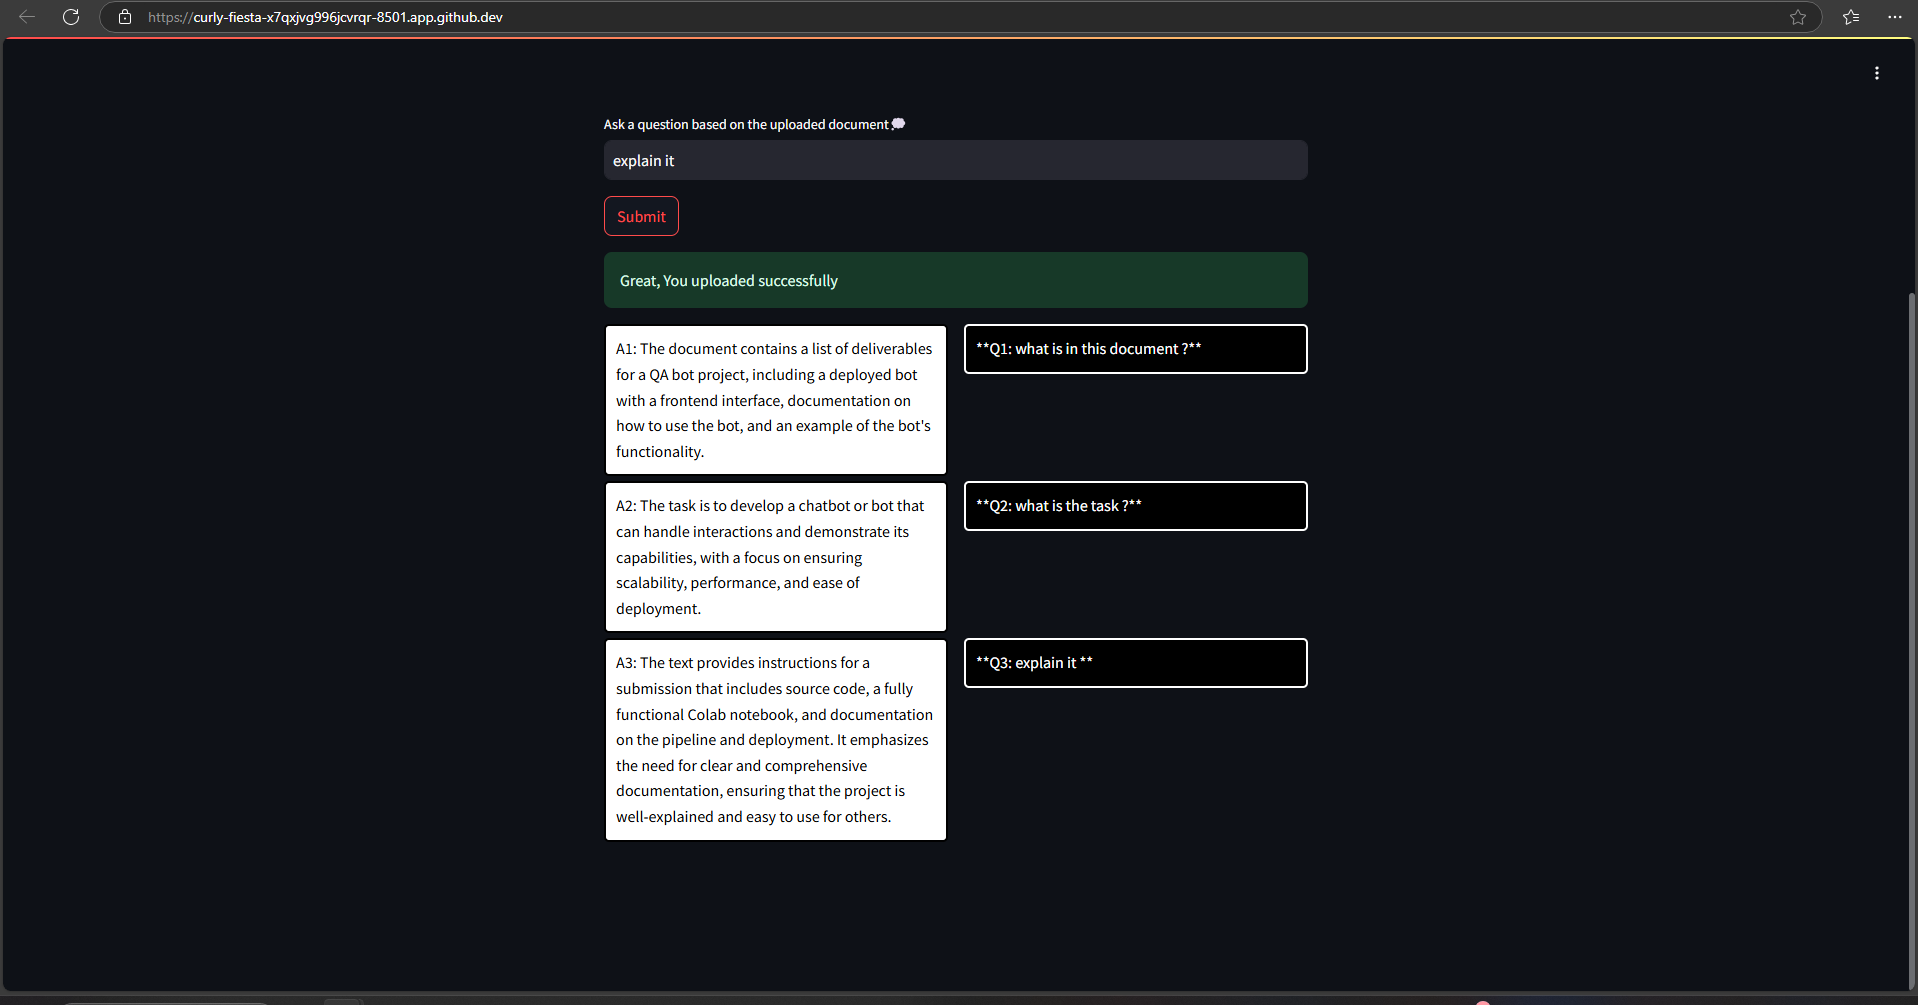 https://curly-fiesta-x7qxjvg996jcvrqr-8501.app.github.dev
Ask a question based on the uploaded document💭
explain it
Submit
Great, You uploaded successfully
A1: The document contains a list of deliverables
for a QA bot project, including a deployed bot
with a frontend interface, documentation on
how to use the bot, and an example of the bot's
functionality.
**Q1: what is in this document ?**
A2: The task is to develop a chatbot or bot that
can handle interactions and demonstrate its
capabilities, with a focus on ensuring
scalability, performance, and ease of
deployment.
**Q2: what is the task ?**
A3: The text provides instructions for a
submission that includes source code, a fully
functional Colab notebook, and documentation
on the pipeline and deployment. It emphasizes
the need for clear and comprehensive
documentation, ensuring that the project is
well-explained and easy to use for others.
**Q3: explain it **